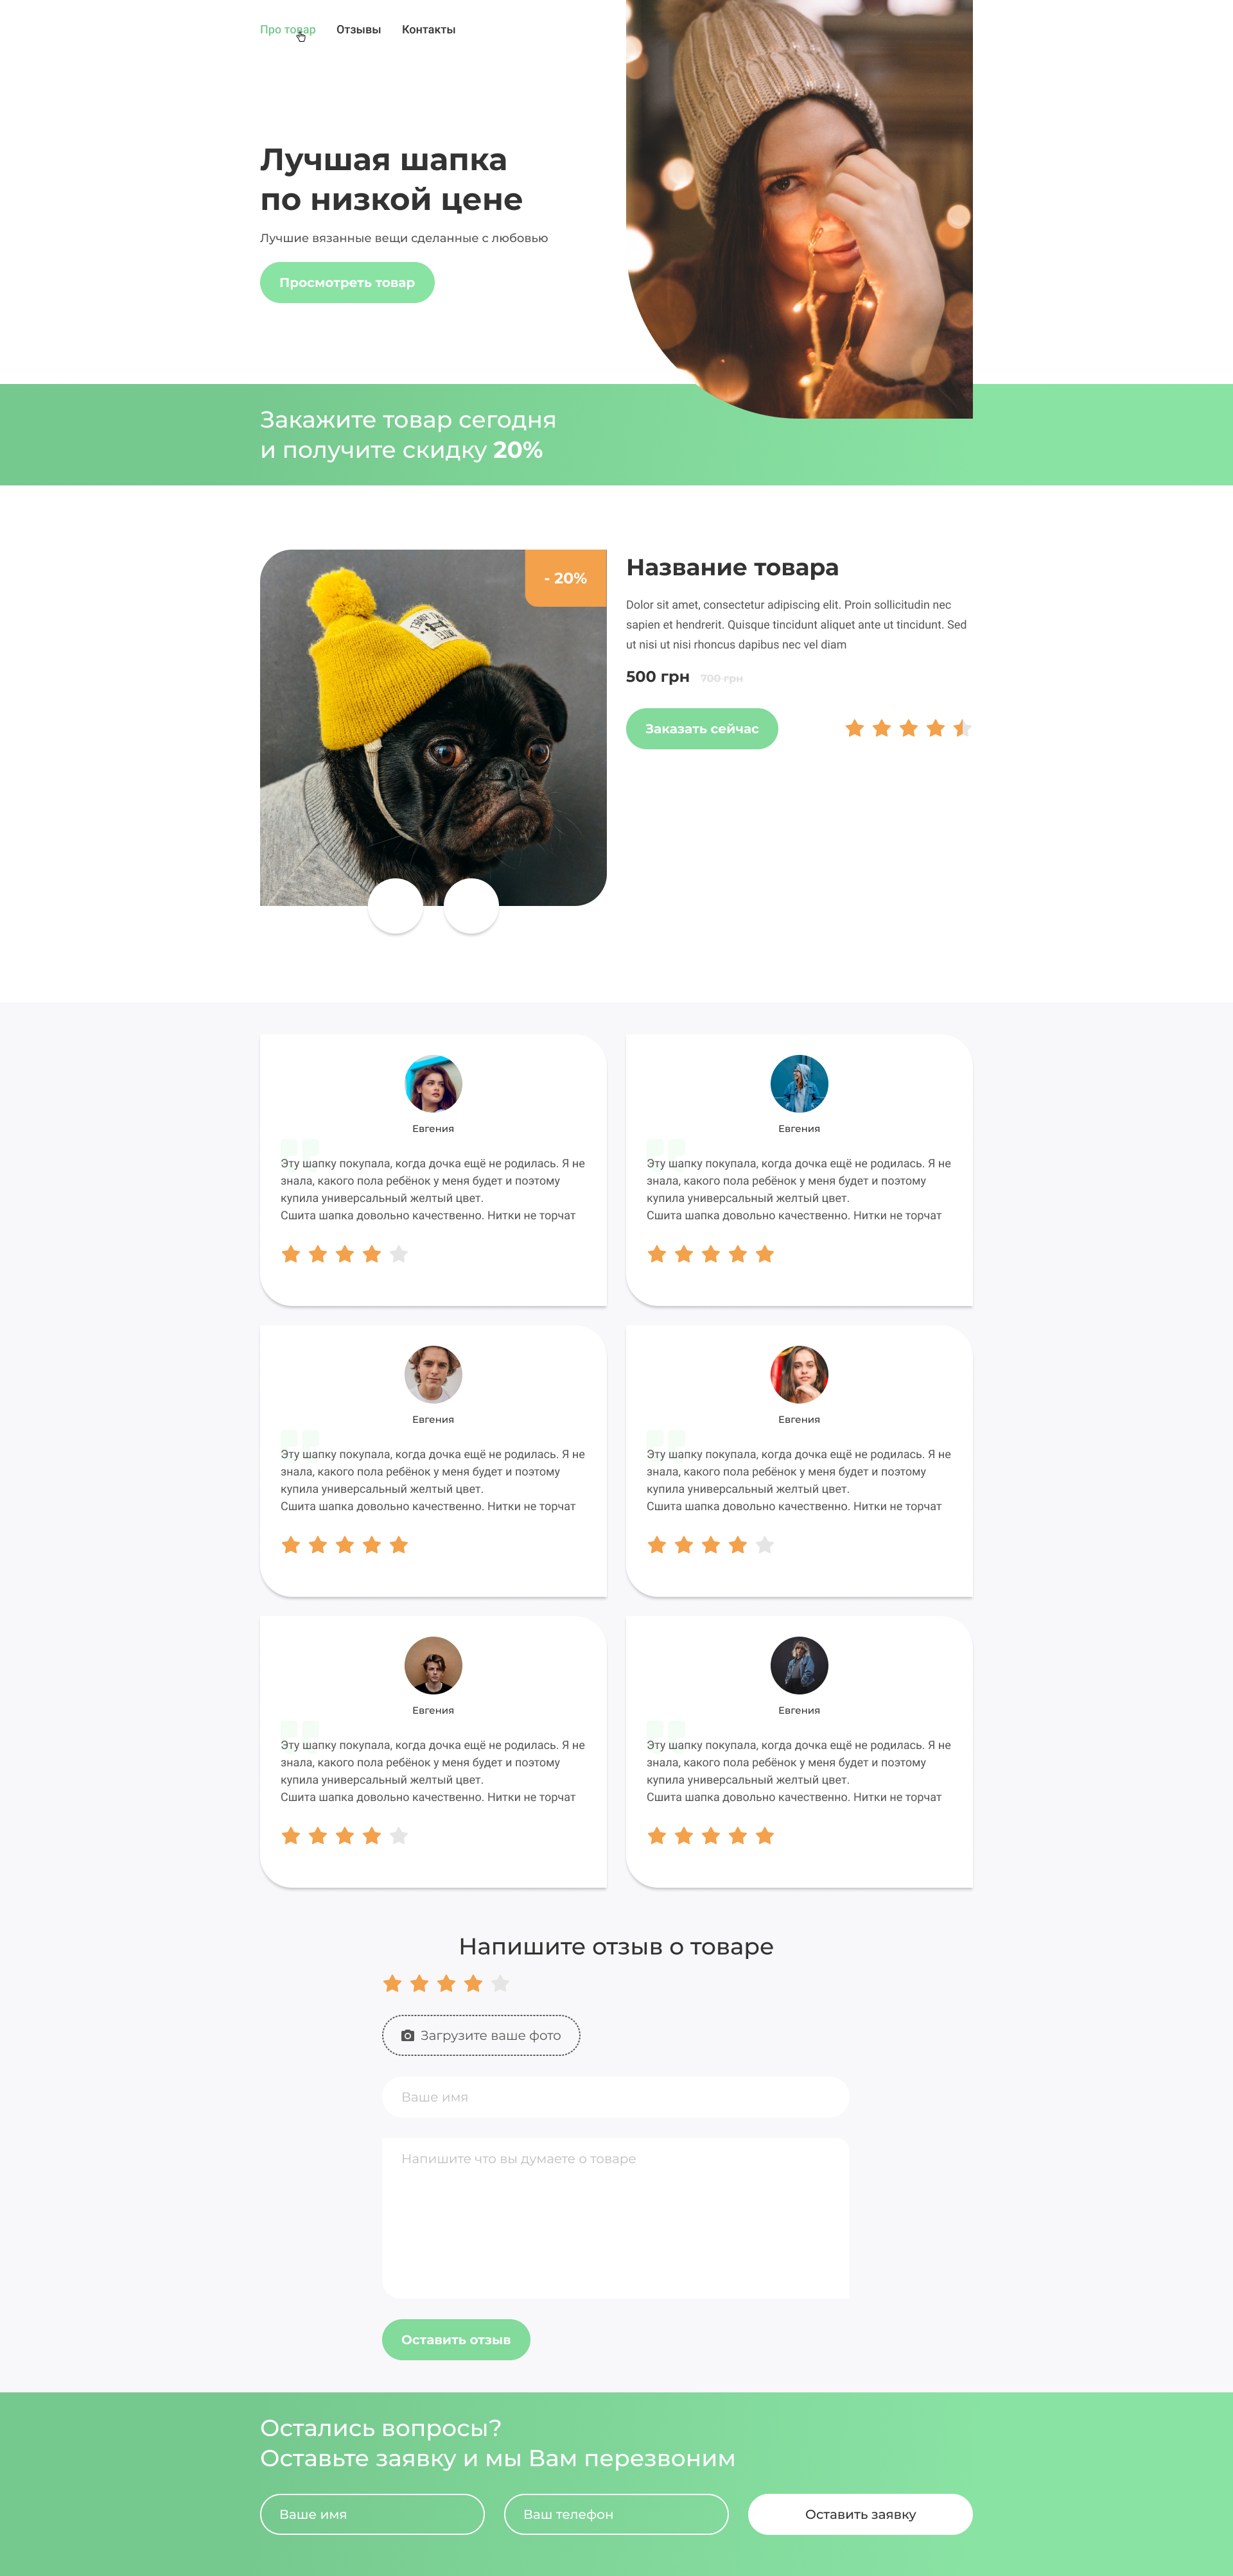 Про товар Отзывы Контакты
Лучшая шапка
по низкой цене
Лучшие вязанные вещи сделанные с любовью
Просмотреть товар
Закажите товар сегодня
и получите скидку 20%
- 20%
Название товара
Dolor sit amet, consectetur adipiscing elit. Proin sollicitudin nec
sapien et hendrerit. Quisque tincidunt aliquet ante ut tincidunt. Sed
ut nisi ut nisi rhoncus dapibus nec vel diam
500 грн 700 грн
Заказать сейчас
Евгения
Эту шапку покупала, когда дочка ещё не родилась. Я не
знала, какого пола ребёнок у меня будет и поэтому
купила универсальный желтый цвет.
Сшита шапка довольно качественно. Нитки не торчат
Евгения
Эту шапку покупала, когда дочка ещё не родилась. Я не
знала, какого пола ребёнок у меня будет и поэтому
купила универсальный желтый цвет.
Сшита шапка довольно качественно. Нитки не торчат
Евгения
Эту шапку покупала, когда дочка ещё не родилась. Я не
знала, какого пола ребёнок у меня будет и поэтому
купила универсальный желтый цвет.
Сшита шапка довольно качественно. Нитки не торчат
Евгения
Эту шапку покупала, когда дочка ещё не родилась. Я не
знала, какого пола ребёнок у меня будет и поэтому
купила универсальный желтый цвет.
Сшита шапка довольно качественно. Нитки не торчат
Евгения
Эту шапку покупала, когда дочка ещё не родилась. Я не
знала, какого пола ребёнок у меня будет и поэтому
купила универсальный желтый цвет.
Сшита шапка довольно качественно. Нитки не торчат
Евгения
Эту шапку покупала, когда дочка ещё не родилась. Я не
знала, какого пола ребёнок у меня будет и поэтому
купила универсальный желтый цвет.
Сшита шапка довольно качественно. Нитки не торчат
Напишите отзыв о товаре
Загрузите ваше фото
Ваше имя
Напишите что вы думаете о товаре
Оставить отзыв
Остались вопросы?
Оставьте заявку и мы Вам перезвоним
Ваше имя
Ваш телефон
Оставить заявку